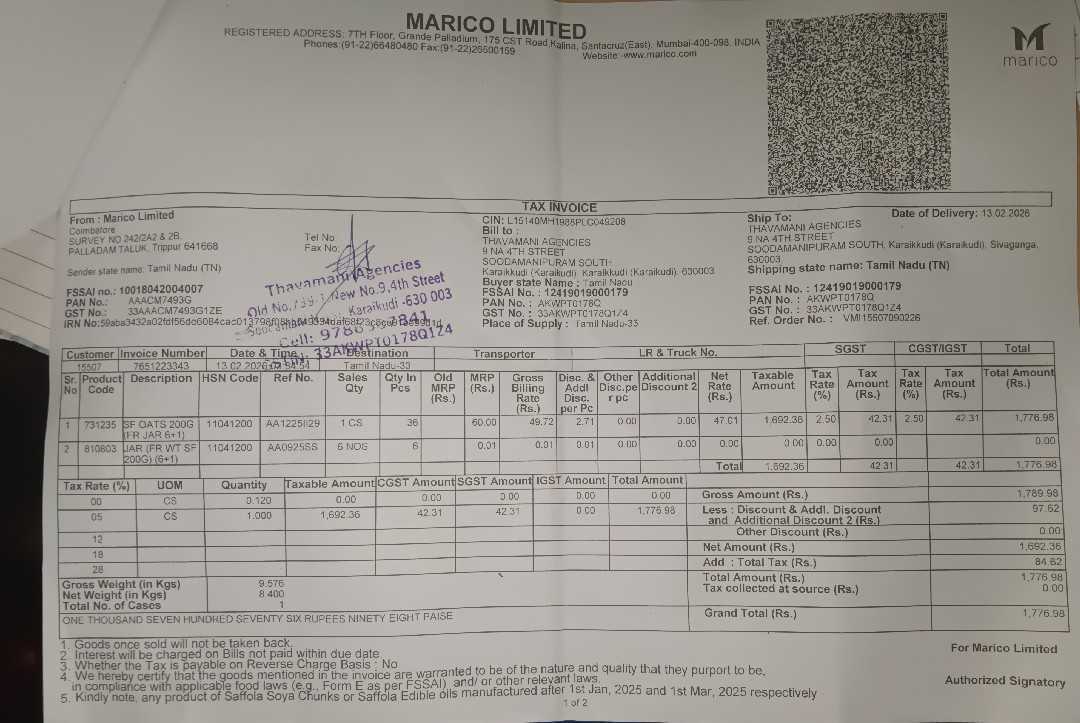 MARICO LIMITED
REGISTERED ADDRESS: 7TH Floor, Grande Palladium, 175 CST Road,Kalina, Santacruz(East), Mumbai-400-098, INDIA
Phones:(91-22)66480480 Fax:(91-22)26500159
Website:-www.marico.com
marico
TAX INVOICE
From : Marico Limited
Coimbatore
SURVEY NO 242/2A2 & 2B,
PALLADAM TALUK, Trippur 641668
Sender state name: Tamil Nadu (TN)
FSSAI no.: 10018042004007
PAN No.: AAACM7493G
GST No.: 33AAACM7493G1ZE
IRN No:
Tel No
Fax No
Thavamani Agencies
New No.9,4th Street
Karaikudi -630 003
Cell:
33AKWPT0178Q1Z4
CIN: L15140MH1988PLC049208
Bill to :
THAVAMANI AGENCIES
9 NA 4TH STREET
SOODAMANIPURAM SOUTH
Karaikkudi (Karaikudi), Karaikkudi (Karaikudi), 630003
Buyer state Name : Tamil Nadu
FSSAI No. : 12419019000179
PAN No. : AKWPT0178Q
GST No. : 33AKWPT0178Q1Z4
Place of Supply : Tamil Nadu-33
Ship To:
Date of Delivery: 13.02.2026
THAVAMANI AGENCIES
9 NA 4TH STREET
SOODAMANIPURAM SOUTH, Karaikkudi (Karaikudi), Sivaganga,
630003
Shipping state name: Tamil Nadu (TN)
FSSAI No. : 12419019000179
PAN No. : AKWPT0178Q
GST No. : 33AKWPT0178Q1Z4
Ref. Order No. : VMI15507090226
Customer Invoice Number Date & Time Destination Transporter LR & Truck No. SGST CGST/IGST Total
15507 7651223343 13.02.2026 Tamil Nadu-33
Sr. No Product Code Description HSN Code Ref No. Sales Qty Qty In Pcs Old MRP (Rs.) MRP (Rs.) Gross Billing Rate (Rs.) Disc. & Addl Disc. per Pc Other Disc.pe r pc Additional Discount 2 Net Rate (Rs.) Taxable Amount Tax Rate (%) Tax Amount (Rs.) Tax Rate (%) Tax Amount (Rs.) Total Amount (Rs.)
1 731235 SF OATS 200G (FR JAR 6+1) 11041200 AA1225II29 1 CS 36 60.00 49.72 2.71 0.00 0.00 47.01 1,692.36 2.50 42.31 2.50 42.31 1,776.98
2 810803 JAR (FR WT SF 200G) (6+1) 11041200 AA0925SS 6 NOS 6 0.01 0.01 0.01 0.00 0.00 0.00 0.00 0.00 0.00 0.00 0.00
Total 1,692.36 42.31 42.31 1,776.98
Tax Rate (%) UOM Quantity Taxable Amount CGST Amount SGST Amount IGST Amount Total Amount
00 CS 0.120 0.00 0.00 0.00 0.00 0.00
05 CS 1.000 1,692.36 42.31 42.31 0.00 1,776.98
12
18
28
Gross Amount (Rs.) 1,789.98
Less : Discount & Addl. Discount and Additional Discount 2 (Rs.) 97.62
Other Discount (Rs.) 0.00
Net Amount (Rs.) 1,692.36
Add : Total Tax (Rs.) 84.62
Total Amount (Rs.) 1,776.98
Tax collected at source (Rs.) 0.00
Grand Total (Rs.) 1,776.98
Gross Weight (in Kgs) 9.576
Net Weight (in Kgs) 8.400
Total No. of Cases 1
ONE THOUSAND SEVEN HUNDRED SEVENTY SIX RUPEES NINETY EIGHT PAISE
1. Goods once sold will not be taken back.
2. Interest will be charged on Bills not paid within due date.
3. Whether the Tax is payable on Reverse Charge Basis : No
4. We hereby certify that the goods mentioned in the invoice are warranted to be of the nature and quality that they purport to be,
in compliance with applicable food laws (e.g., Form E as per FSSAI) and/ or other relevant laws.
5. Kindly note, any product of Saffola Soya Chunks or Saffola Edible oils manufactured after 1st Jan, 2025 and 1st Mar, 2025 respectively
For Marico Limited
Authorized Signatory
1 of 2